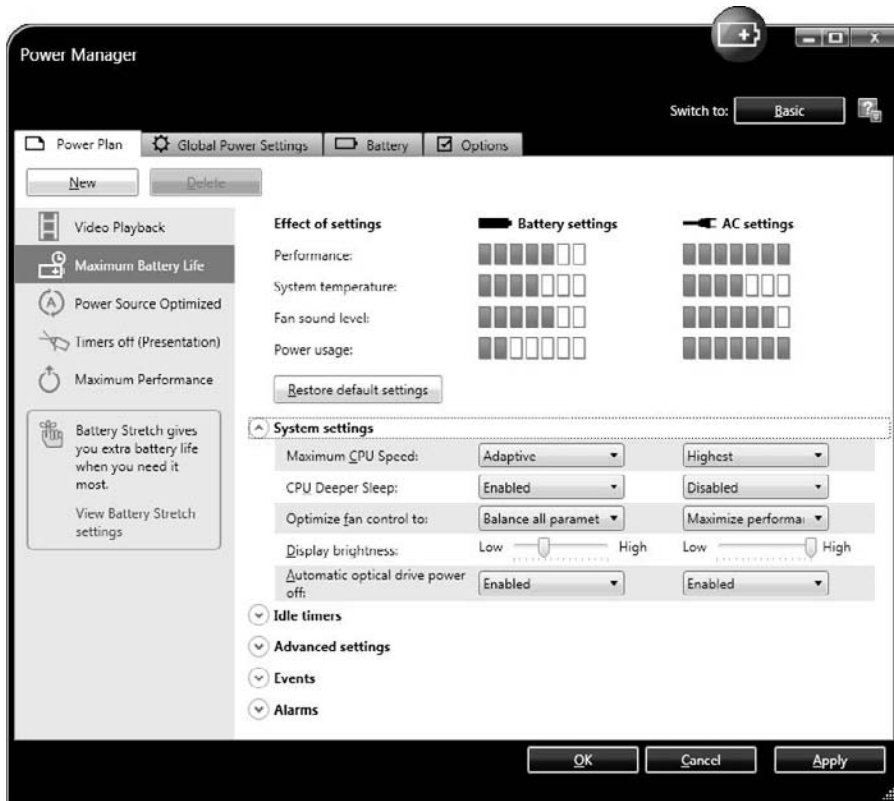 Power Manager
Switch to: Basic
Power Plan Global Power Settings Battery Options
New Delete
Video Playback
Maximum Battery Life
Power Source Optimized
Timers off (Presentation)
Maximum Performance
Battery Stretch gives
you extra battery life
when you need it
most.
View Battery Stretch
settings
Effect of settings Battery settings AC settings
Performance:
System temperature:
Fan sound level:
Power usage:
Restore default settings
System settings
Maximum CPU Speed: Adaptive Highest
CPU Deeper Sleep: Enabled Disabled
Optimize fan control to: Balance all paramet Maximize performa
Display brightness: Low High Low High
Automatic optical drive power
off: Enabled Enabled
Idle timers
Advanced settings
Events
Alarms
OK Cancel Apply